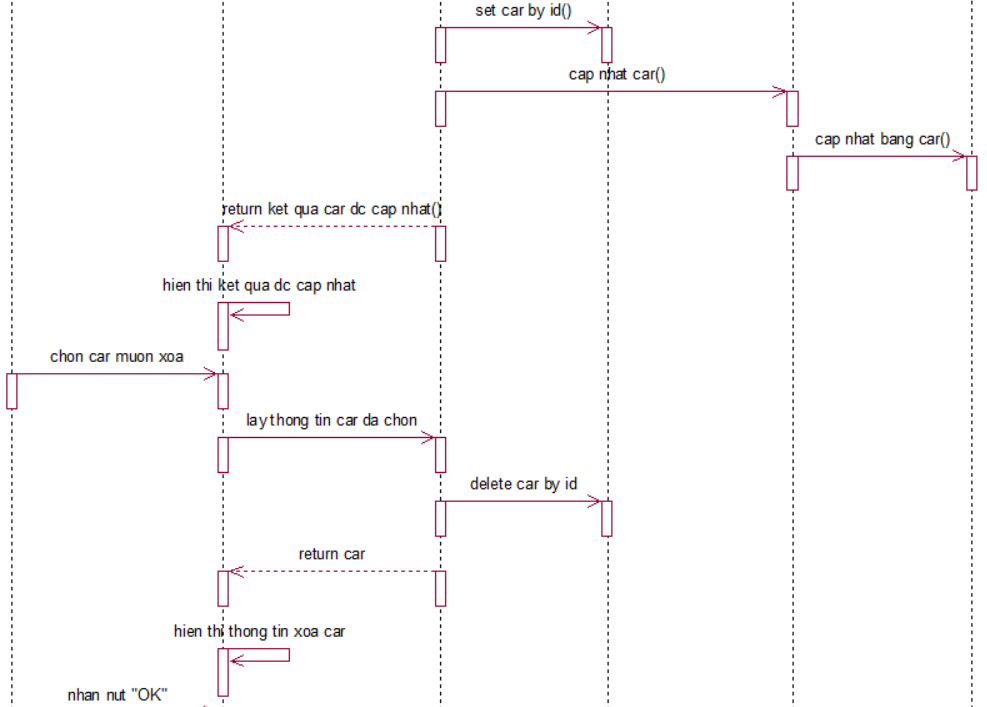 set car by id()
cap nhat car()
cap nhat bang car()
return ket qua car dc cap nhat()
hien thi ket qua dc cap nhat
chon car muon xoa
lay thong tin car da chon
delete car by id
return car
hien thi thong tin xoa car
nhan nut "OK"